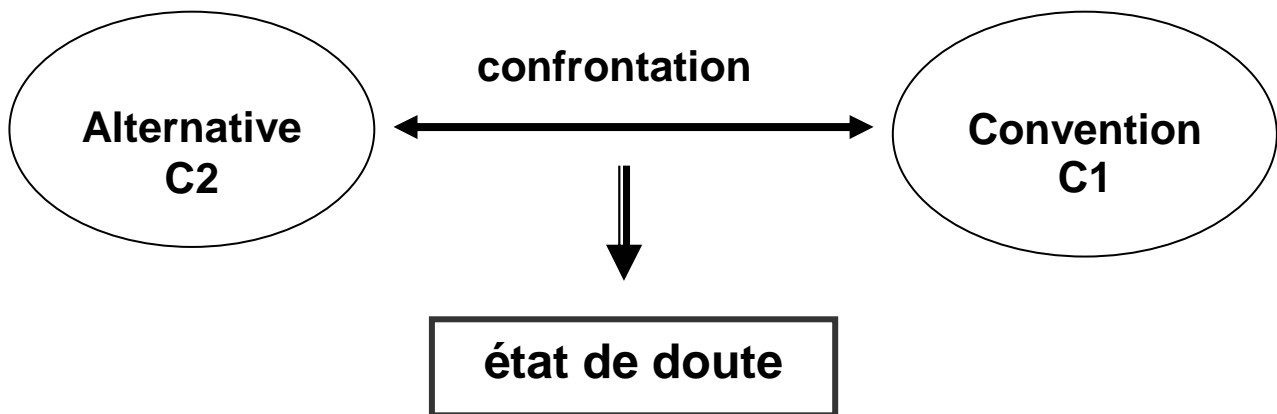 confrontation
Alternative
C2
Convention
C1
état de doute